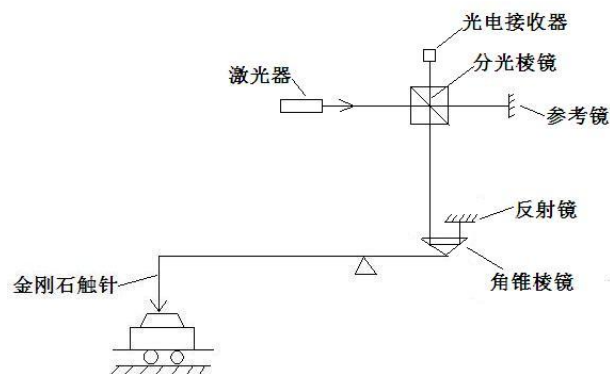 光电接收器
分光棱镜
激光器
参考镜
反射镜
角锥棱镜
金刚石触针